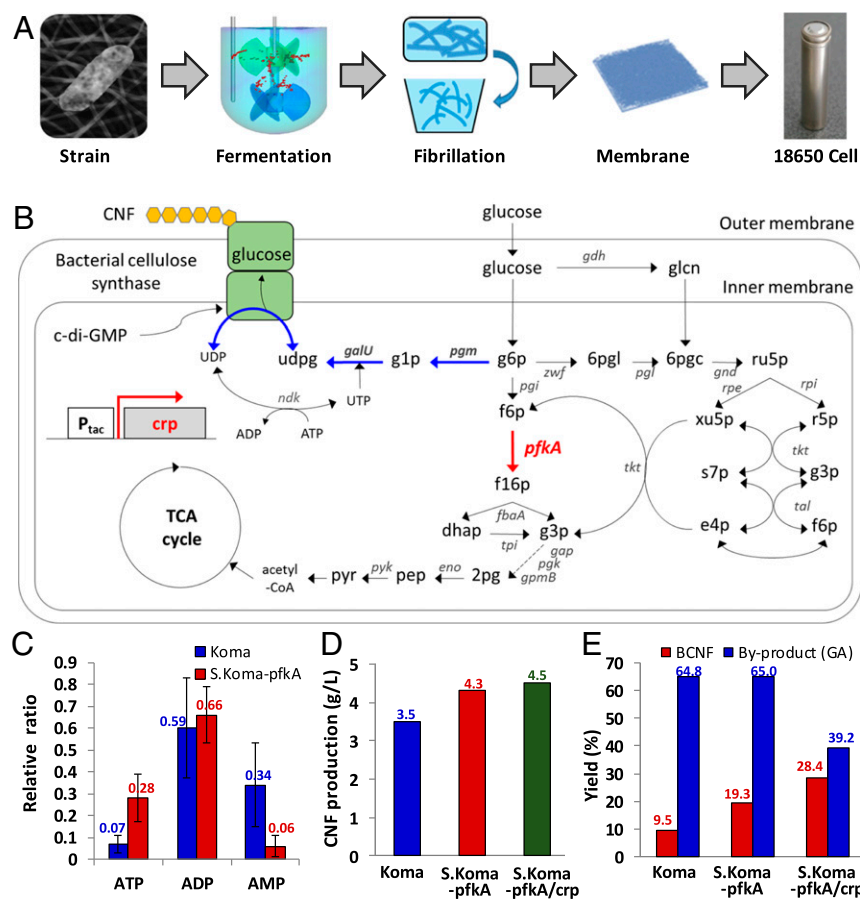 A
Strain
Fermentation
Fibrillation
Membrane
18650 Cell
B
CNF
glucose
Outer membrane
Bacterial cellulose
synthase
glucose
glucose
gdh
glcn
Inner membrane
c-di-GMP
UDP
udpg
galU
g1p
pgm
g6p
zwf
6pgl
pgl
6pgc
gnd
ru5p
pgi
rpe
rpi
ndk
UTP
ADP
ATP
f6p
xu5p
r5p
Ptac
crp
pfkA
tkt
tkt
f16p
s7p
g3p
TCA
cycle
fbaA
dhap
tpi
g3p
tal
e4p
f6p
gap
pgk
gpmB
acetyl
-CoA
pyr
pyk
pep
eno
2pg
C
Koma
S.Koma-pfkA
Relative ratio
0.9
0.8
0.7
0.6
0.5
0.4
0.3
0.2
0.1
0
0.07
0.28
0.59
0.66
0.34
0.06
ATP
ADP
AMP
D
CNF production (g/L)
5
4
3
2
1
0
3.5
4.3
4.5
Koma
S.Koma
-pfkA
S.Koma
-pfkA/crp
E
BCNF
By-product (GA)
Yield (%)
70
60
50
40
30
20
10
0
9.5
64.8
19.3
65.0
28.4
39.2
Koma
S.Koma
-pfkA
S.Koma
-pfkA/crp